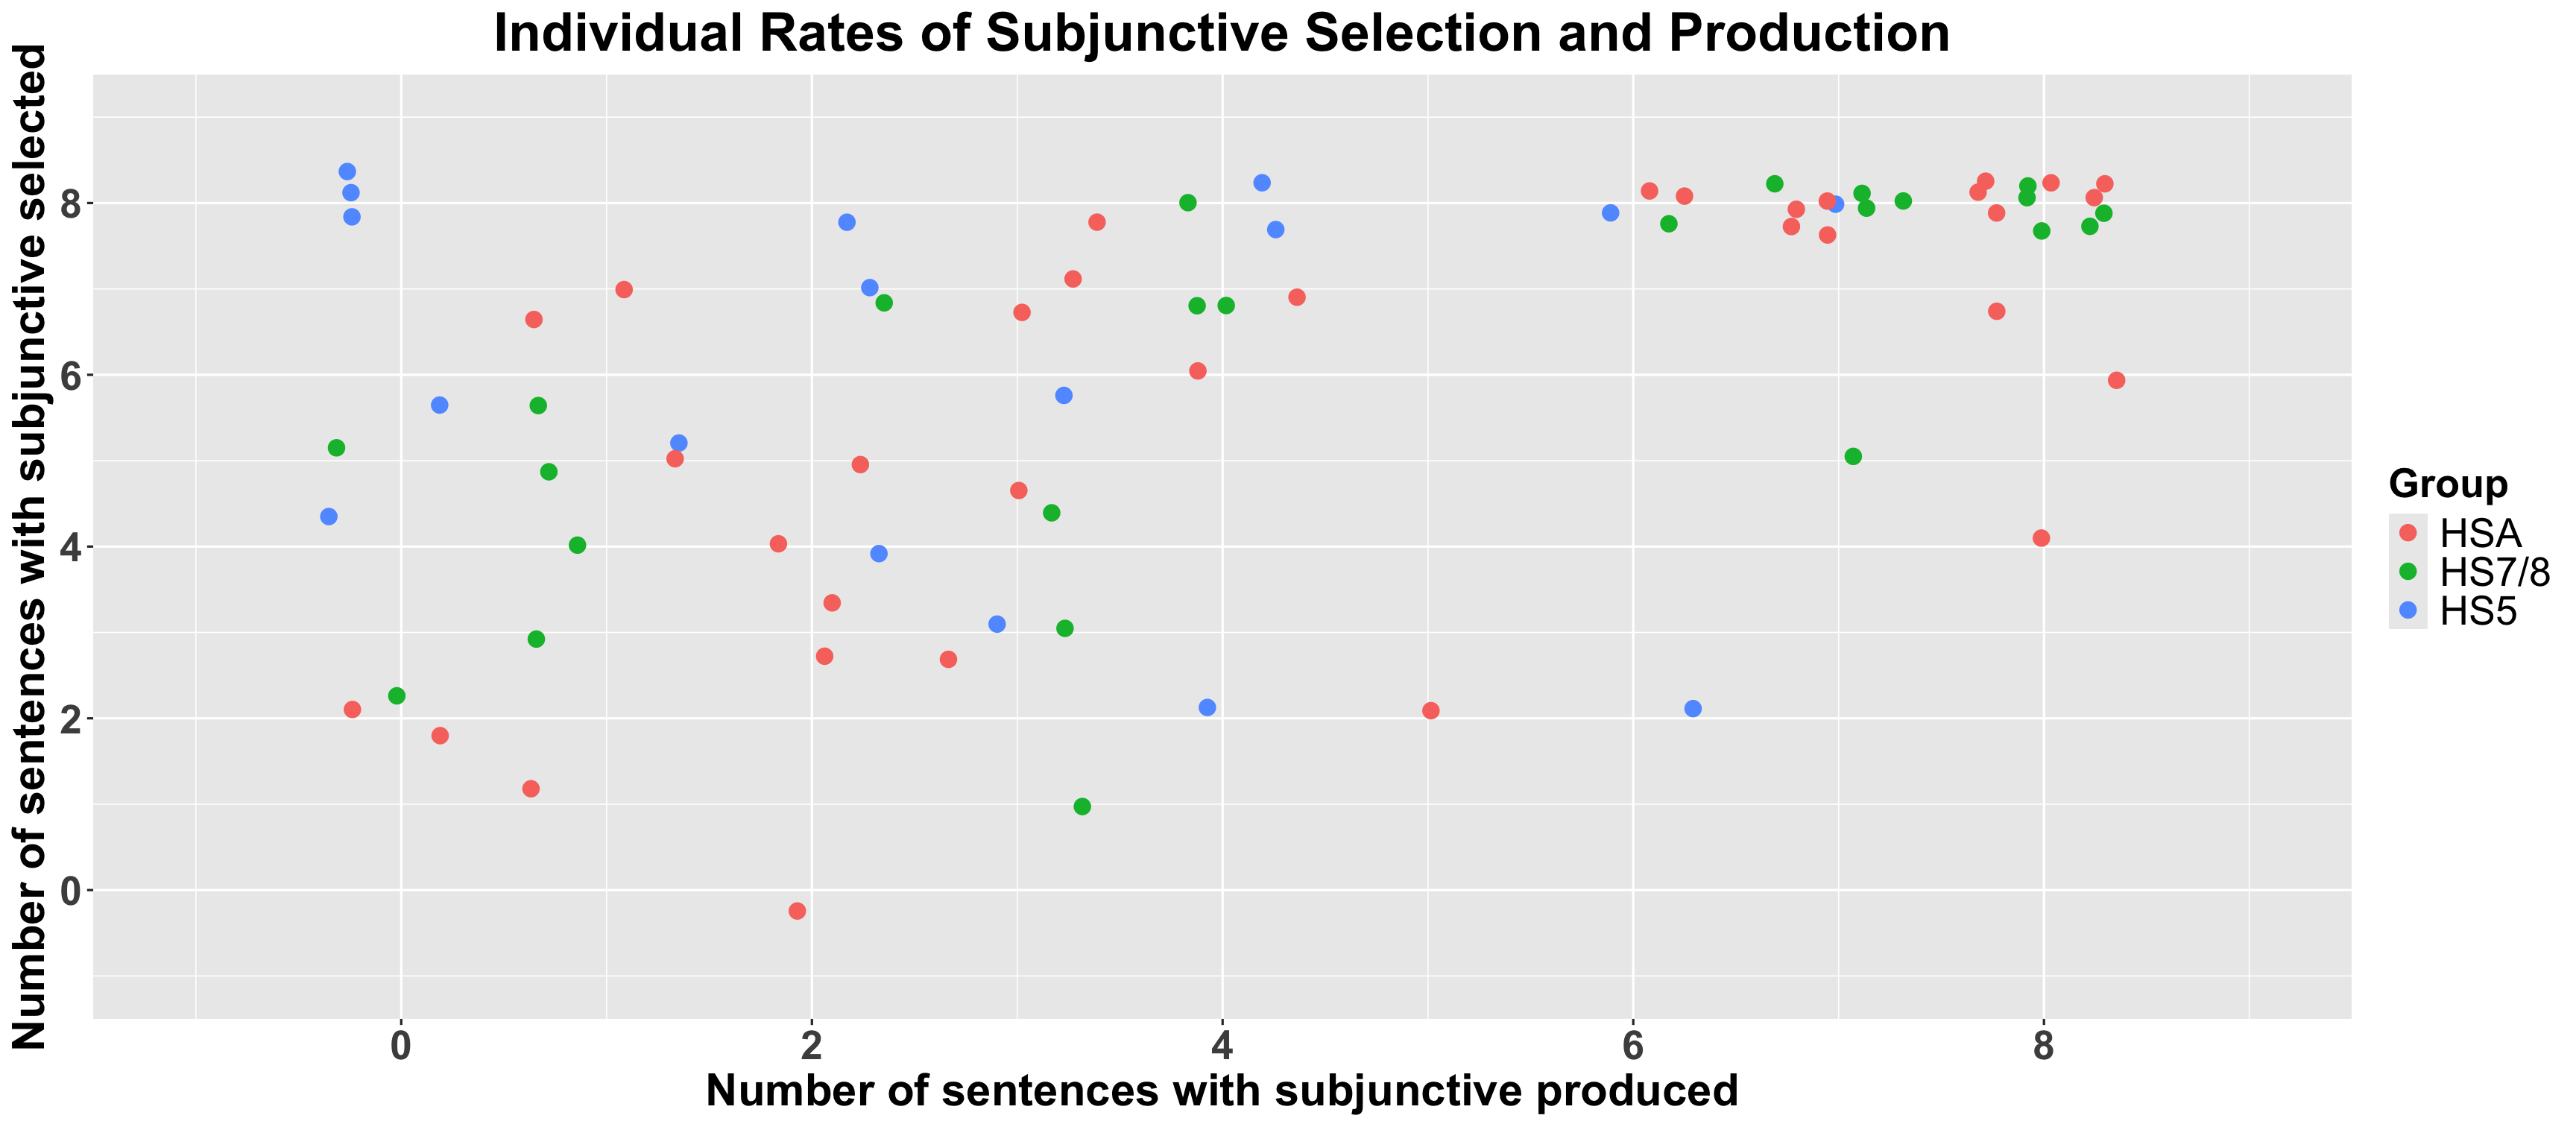 Individual Rates of Subjunctive Selection and Production
Number of sentences with subjunctive selected
8
6
4
2
0
0 2 4 6 8
Number of sentences with subjunctive produced
Group
HSA
HS7/8
HS5